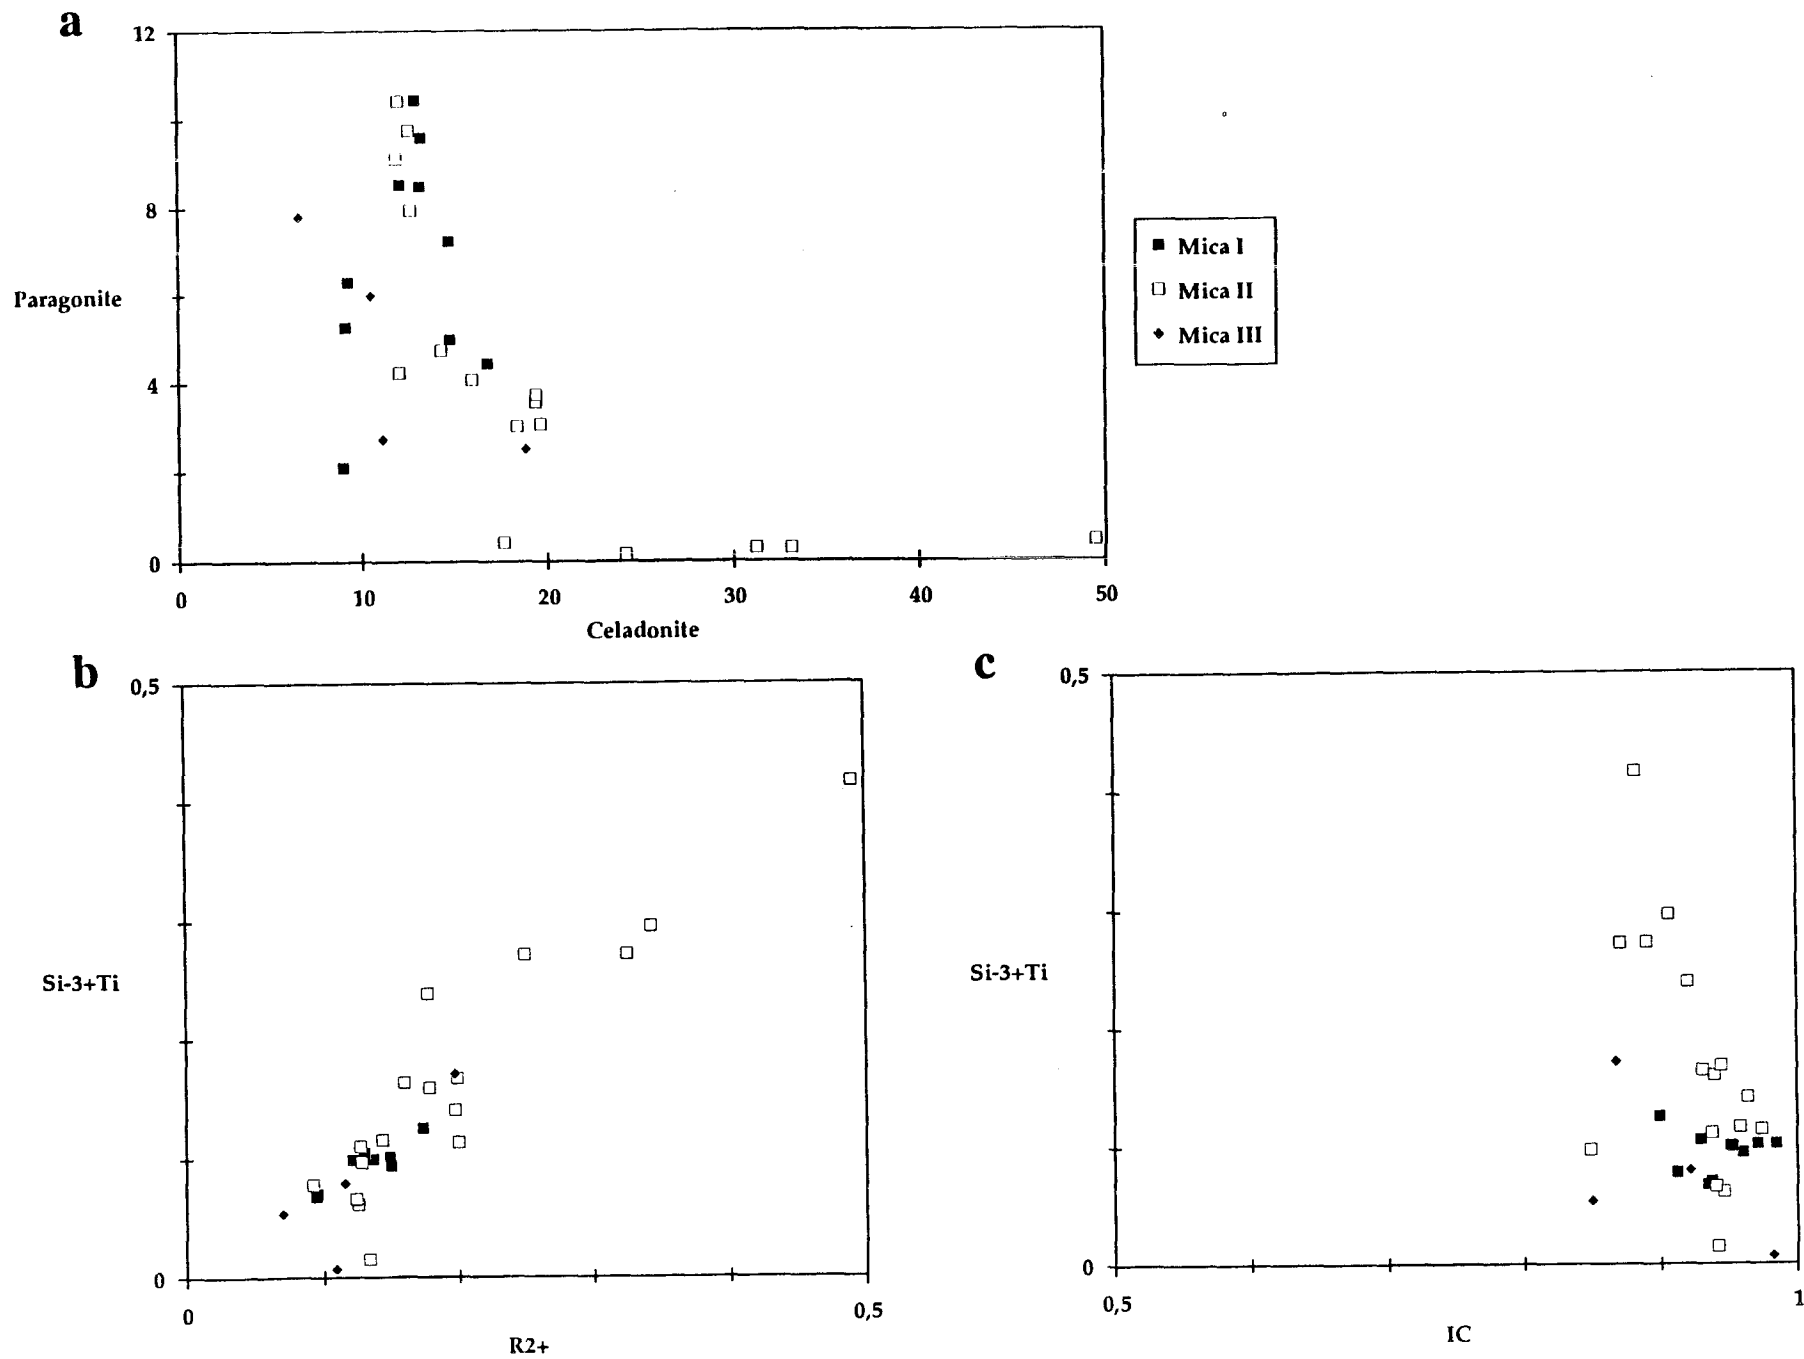 a
12
8
Paragonite
4
0
0 10 20 30 40 50
Celadonite
■ Mica I
□ Mica II
◆ Mica III
b
0,5
Si-3+Ti
0
0 0,5
R2+
c
0,5
Si-3+Ti
0
0,5 1
IC